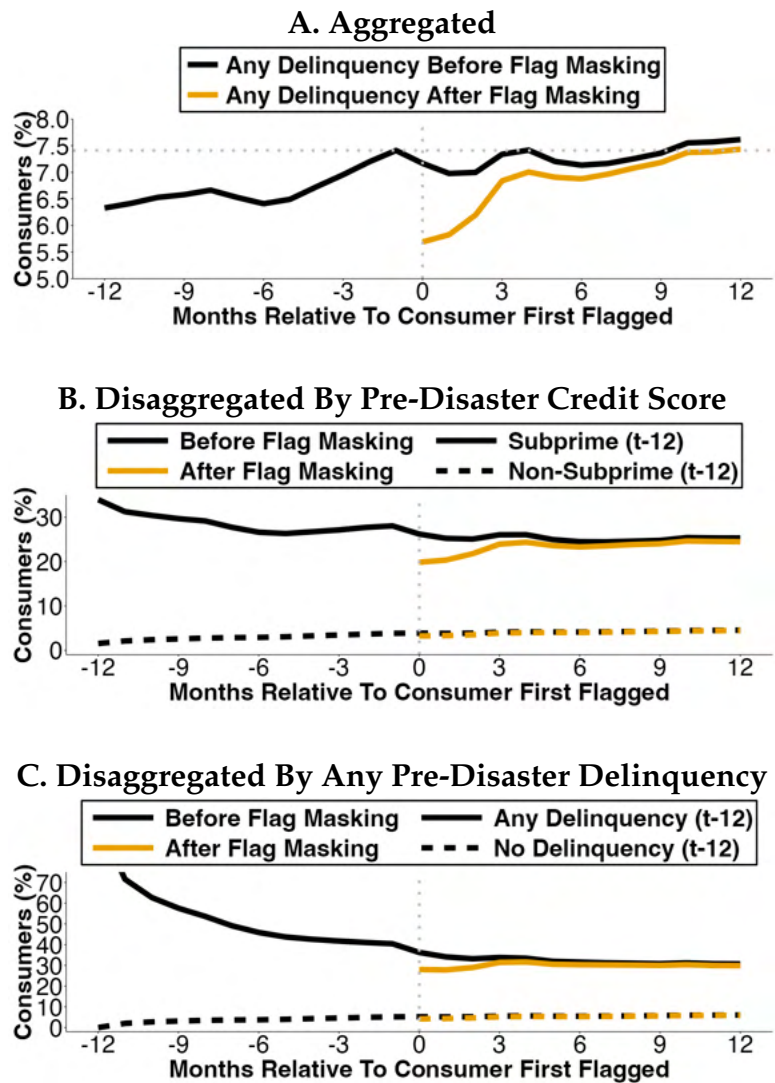 A. Aggregated
Any Delinquency Before Flag Masking
Any Delinquency After Flag Masking
Consumers (%)
8.0
7.5
7.0
6.5
6.0
5.5
5.0
-12 -9 -6 -3 0 3 6 9 12
Months Relative To Consumer First Flagged
B. Disaggregated By Pre-Disaster Credit Score
Before Flag Masking Subprime (t-12)
After Flag Masking Non-Subprime (t-12)
Consumers (%)
30
20
10
0
-12 -9 -6 -3 0 3 6 9 12
Months Relative To Consumer First Flagged
C. Disaggregated By Any Pre-Disaster Delinquency
Before Flag Masking Any Delinquency (t-12)
After Flag Masking No Delinquency (t-12)
Consumers (%)
70
60
50
40
30
20
10
0
-12 -9 -6 -3 0 3 6 9 12
Months Relative To Consumer First Flagged